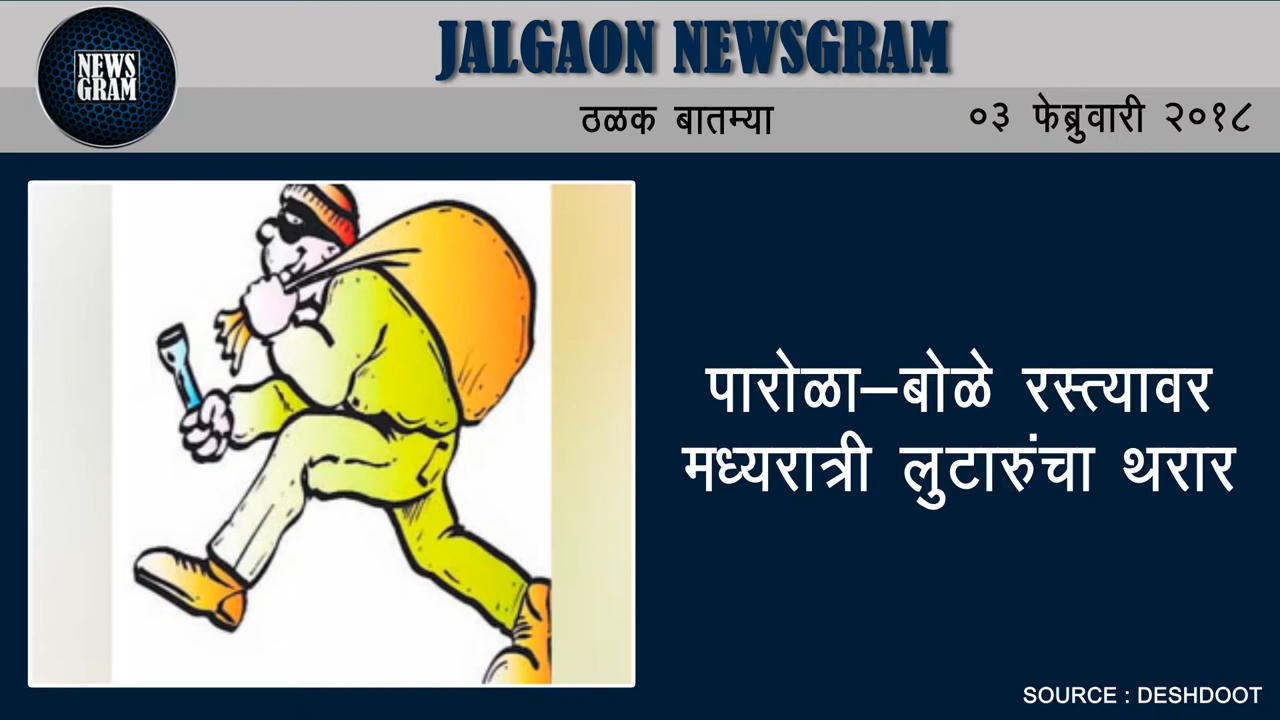 NEWS
GRAM
JALGAON NEWSGRAM
ठळक बातम्या
०३ फेब्रुवारी २०१८
पारोळा–बोळे रस्त्यावर
मध्यरात्री लुटारुंचा थरार
SOURCE : DESHDOOT